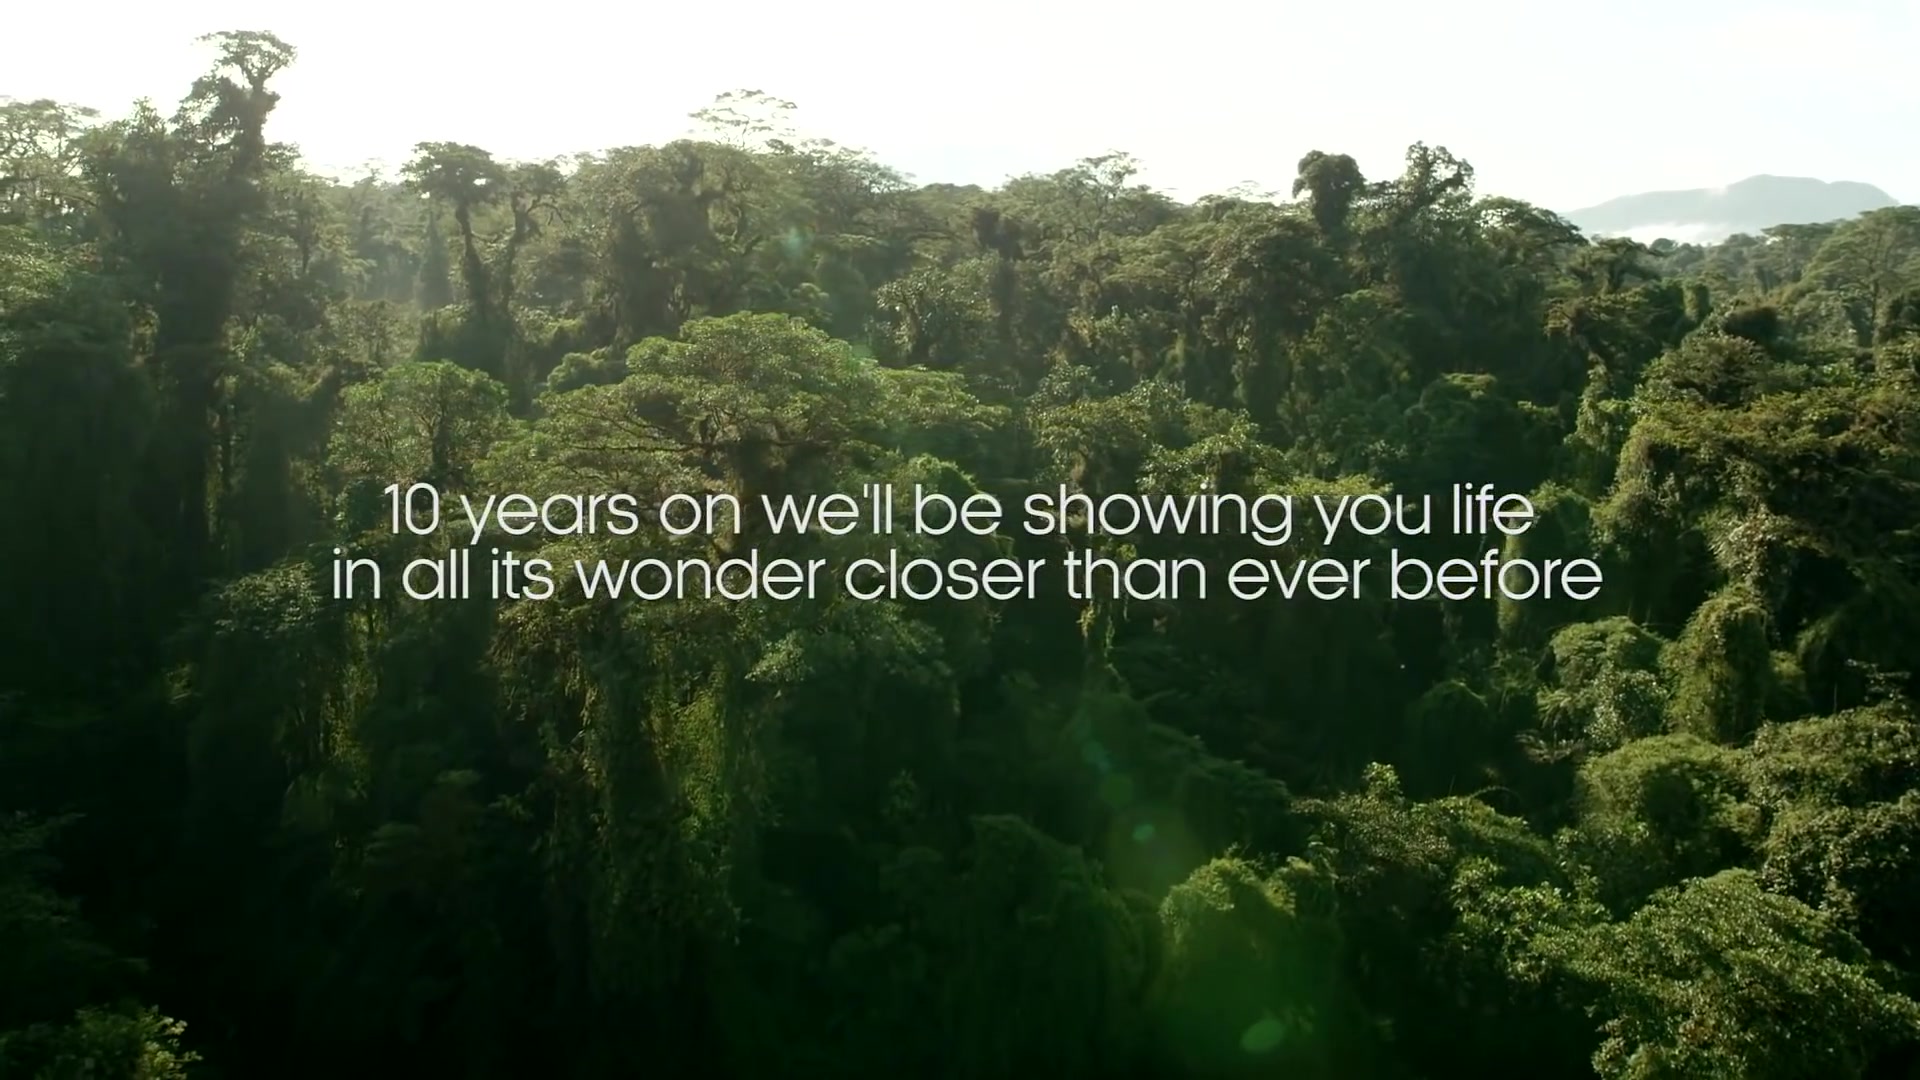 10 years on we'll be showing you life
in all its wonder closer than ever before